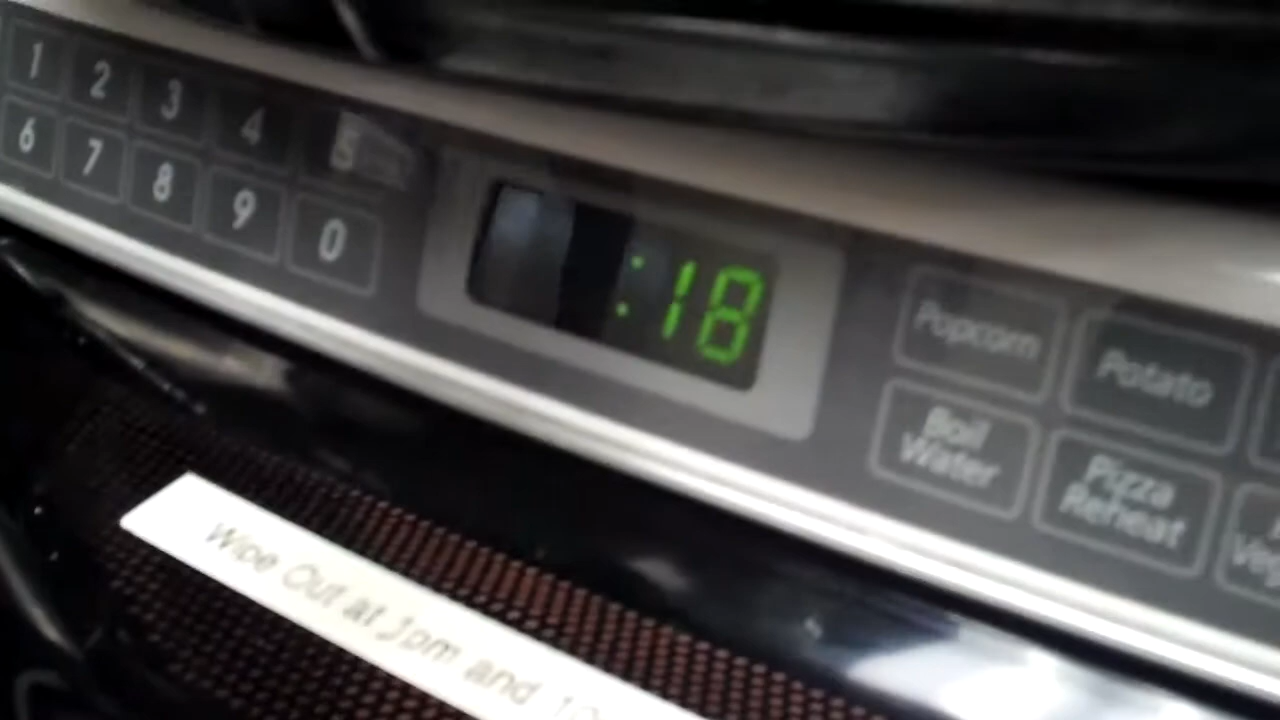 1 2 3 4 5
6 7 8 9 0
:18
Popcorn
Potato
Boil
Water
Pizza
Reheat
Wipe Out at 3pm and